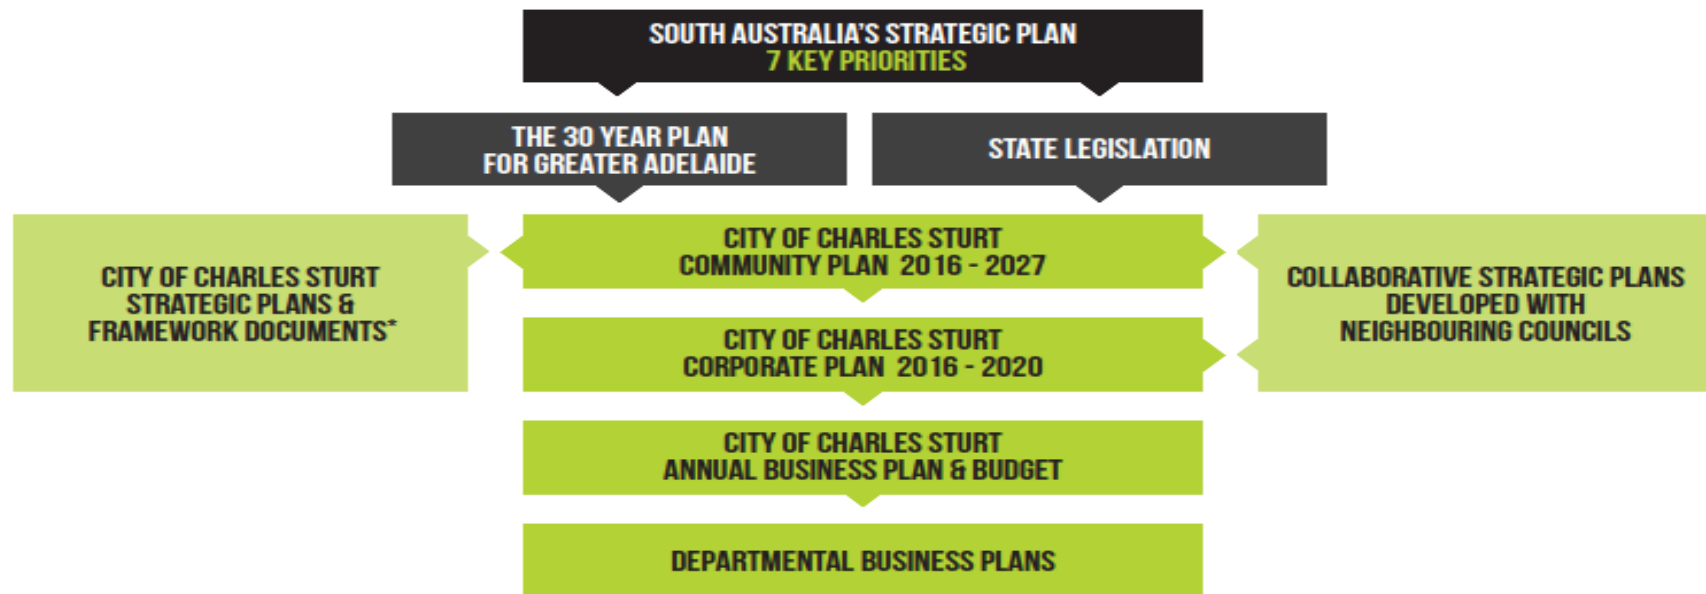 SOUTH AUSTRALIA'S STRATEGIC PLAN
7 KEY PRIORITIES
THE 30 YEAR PLAN
FOR GREATER ADELAIDE
STATE LEGISLATION
CITY OF CHARLES STURT
STRATEGIC PLANS &
FRAMEWORK DOCUMENTS*
CITY OF CHARLES STURT
COMMUNITY PLAN 2016 - 2027
COLLABORATIVE STRATEGIC PLANS
DEVELOPED WITH
NEIGHBOURING COUNCILS
CITY OF CHARLES STURT
CORPORATE PLAN 2016 - 2020
CITY OF CHARLES STURT
ANNUAL BUSINESS PLAN & BUDGET
DEPARTMENTAL BUSINESS PLANS